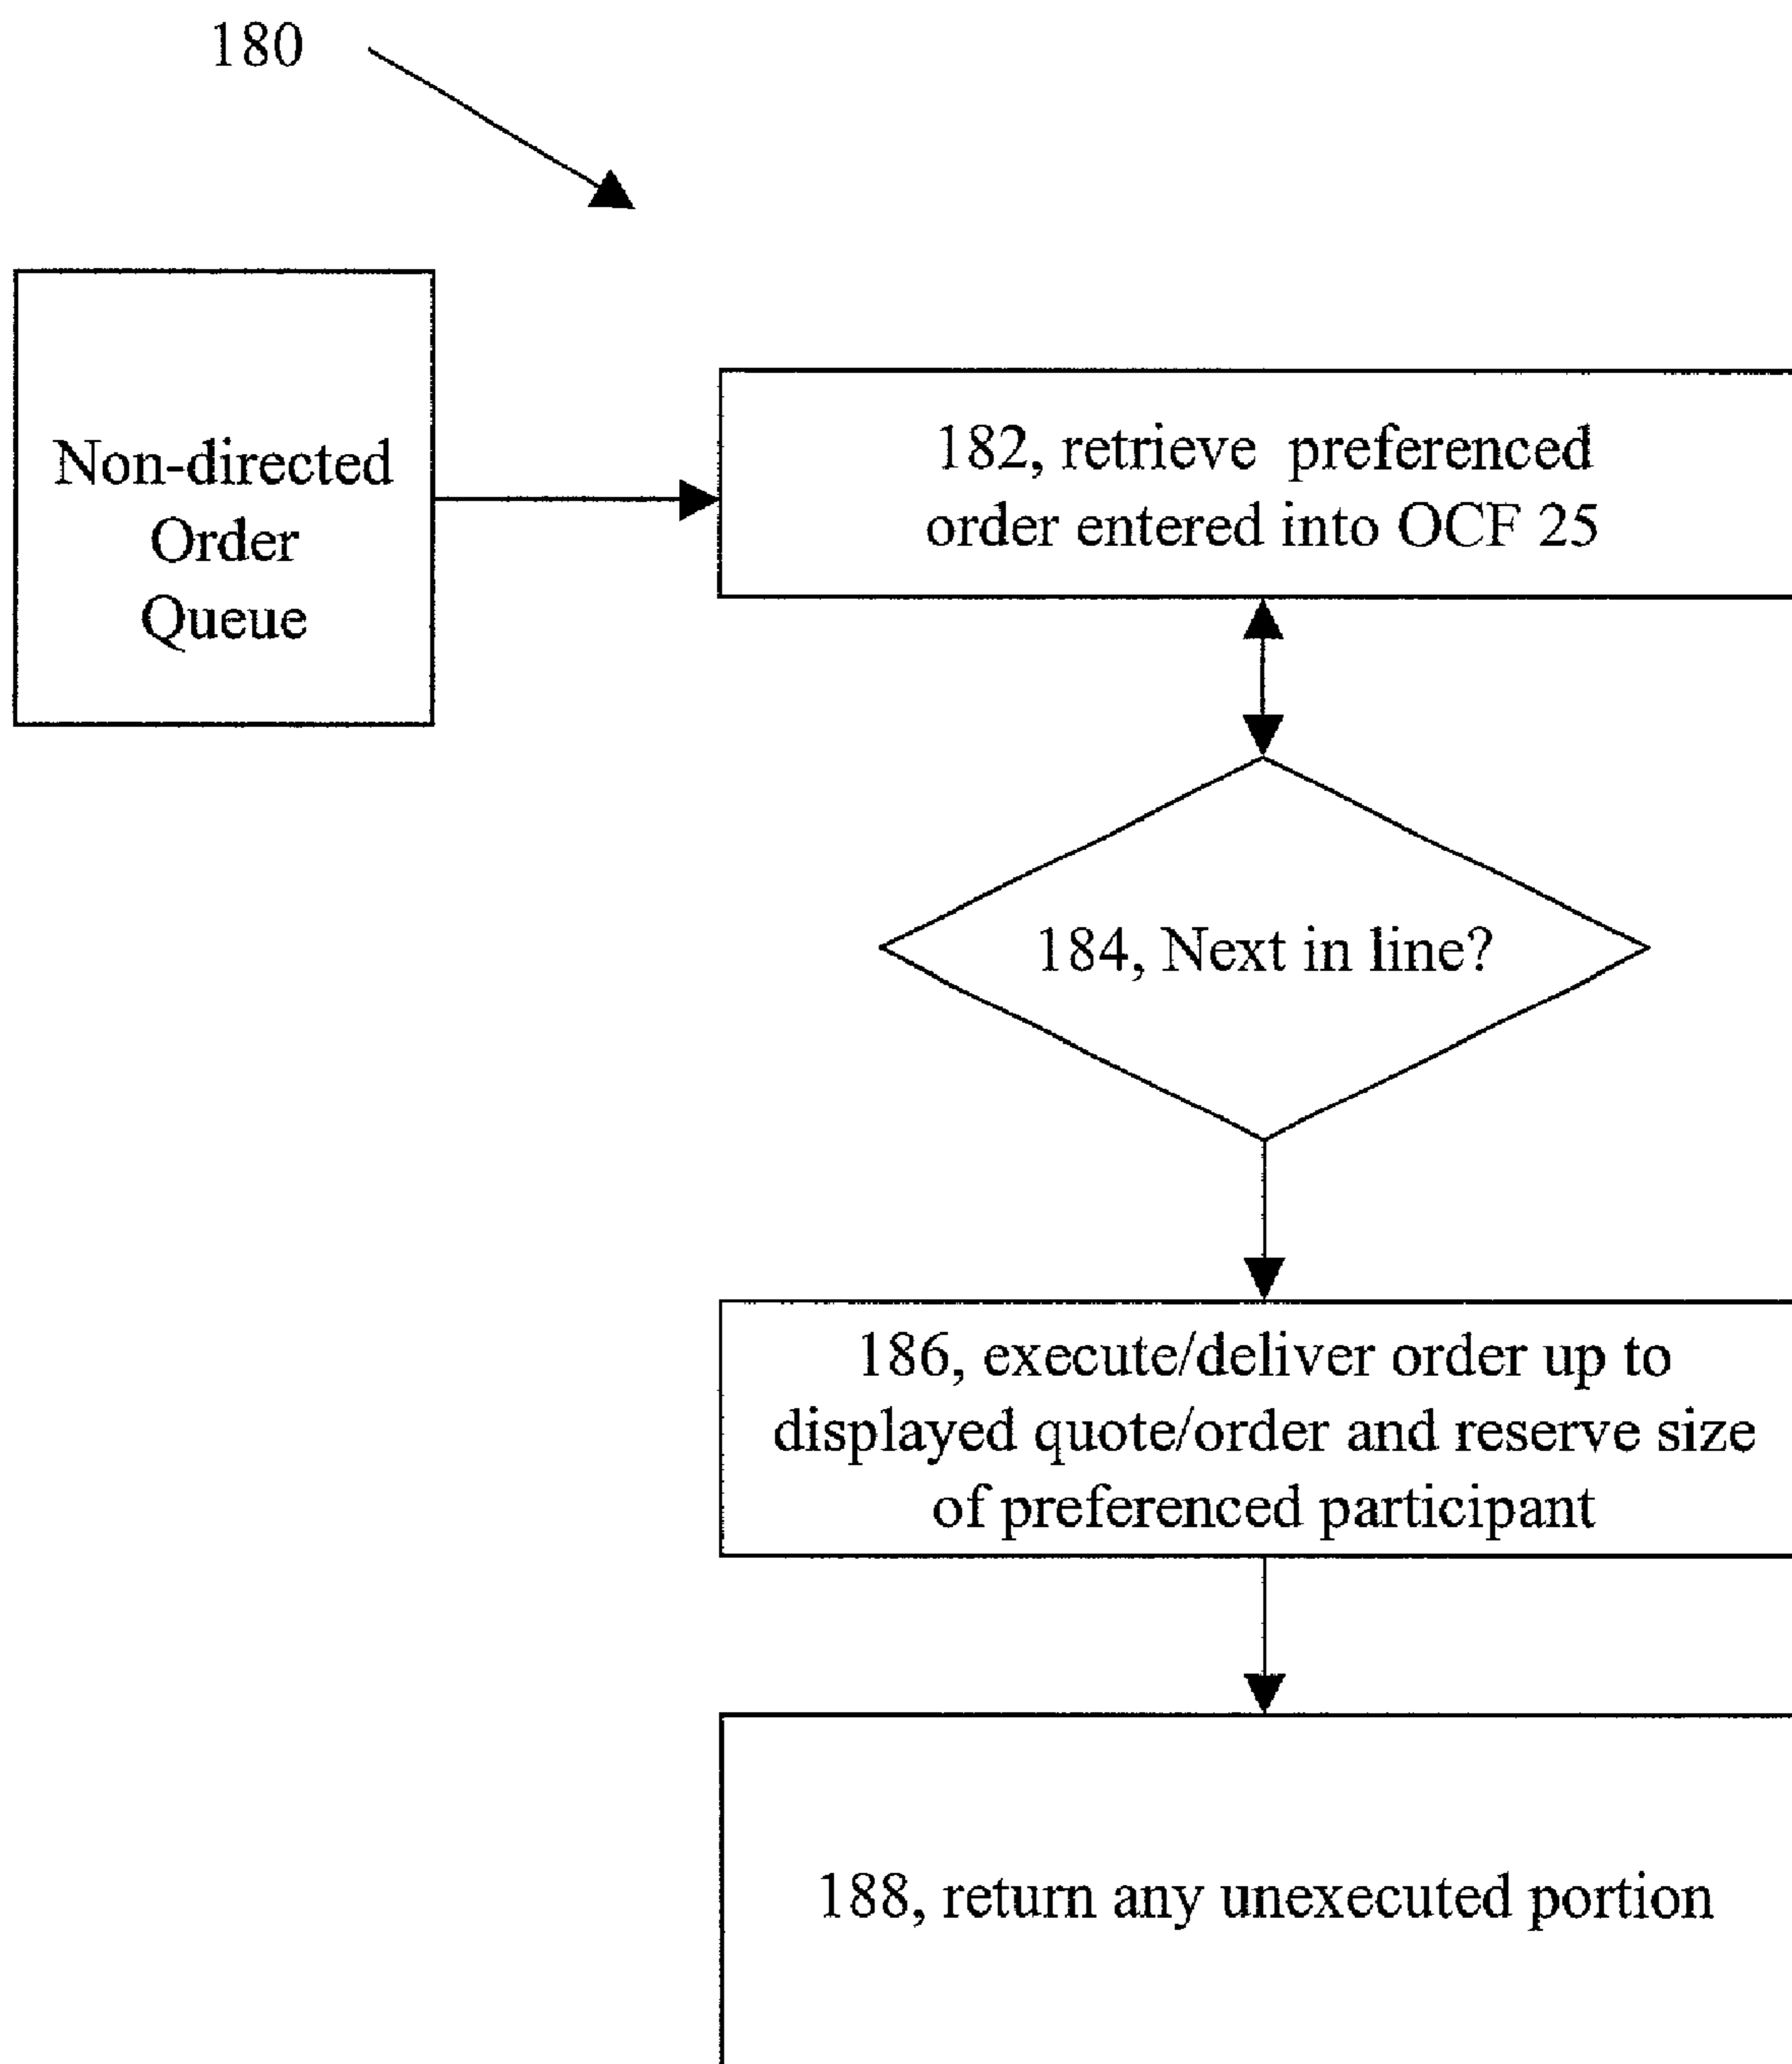 180
Non-directed
Order
Queue
182, retrieve preferenced
order entered into OCF 25
184, Next in line?
186, execute/deliver order up to
displayed quote/order and reserve size
of preferenced participant
188, return any unexecuted portion